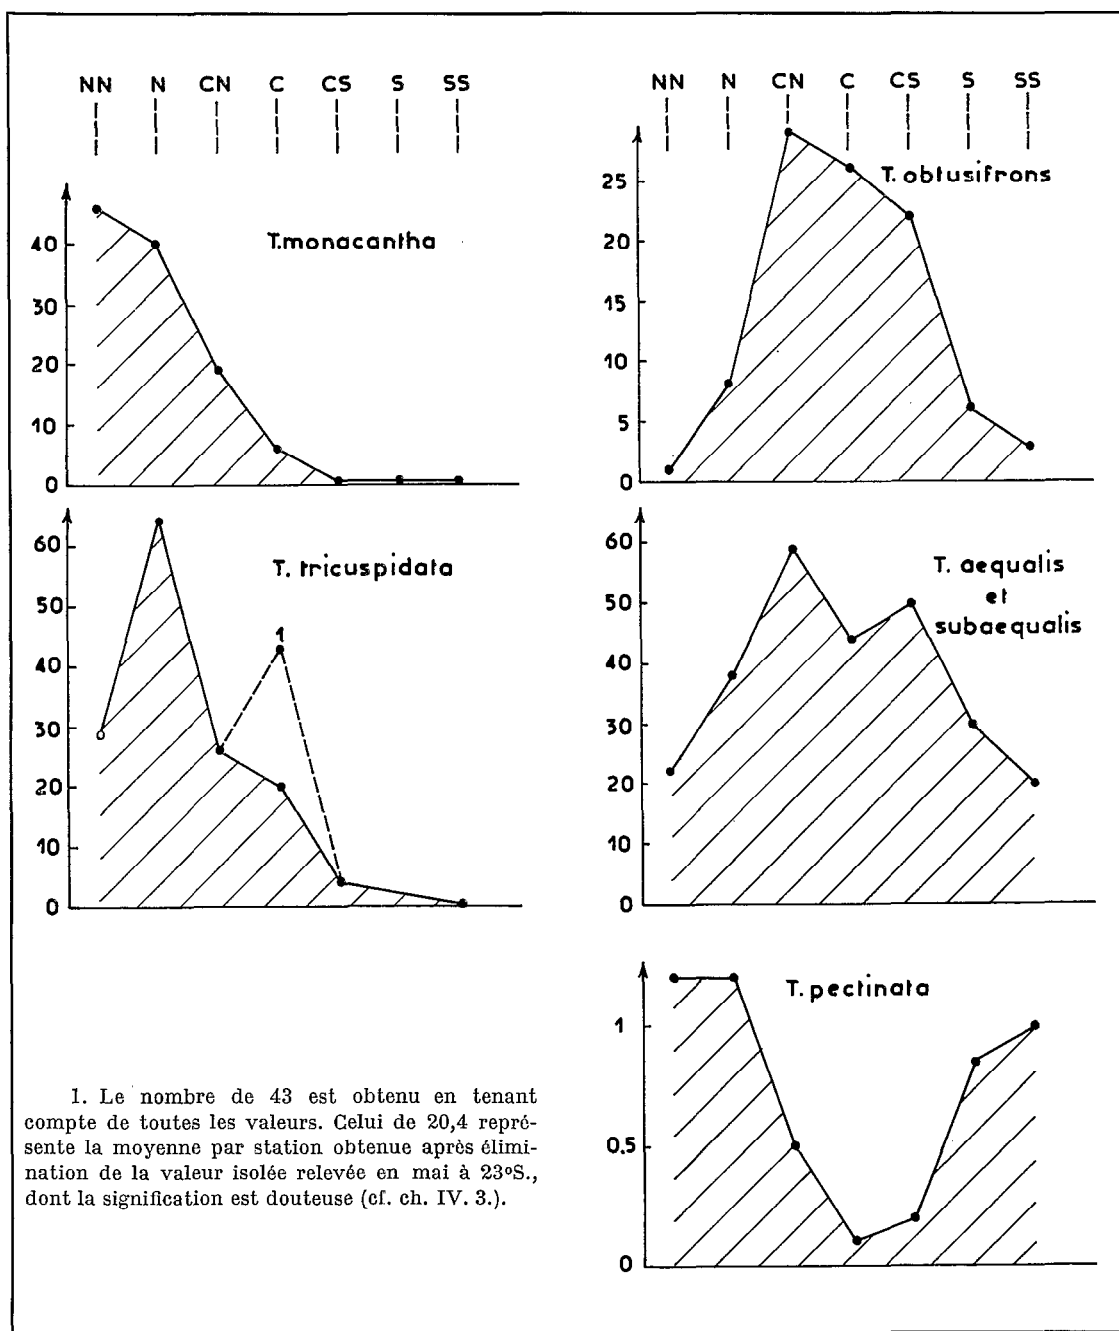 NN N CN C CS S SS
T.monacantha
40
30
20
10
0
T. tricuspidata
1
60
50
40
30
20
10
0
1. Le nombre de 43 est obtenu en tenant
compte de toutes les valeurs. Celui de 20,4 repré-
sente la moyenne par station obtenue après élimi-
nation de la valeur isolée relevée en mai à 23oS.,
dont la signification est douteuse (cf. ch. IV. 3.).
NN N CN C CS S SS
T. obtusifrons
25
20
15
10
5
0
T. aequalis
et
subaequalis
60
50
40
30
20
10
0
T. pectinata
1
0,5
0